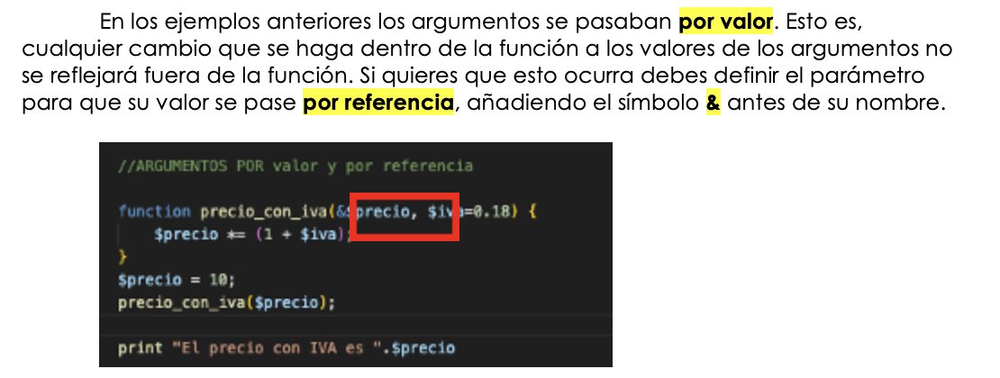 En los ejemplos anteriores los argumentos se pasaban por valor. Esto es,
cualquier cambio que se haga dentro de la función a los valores de los argumentos no
se reflejará fuera de la función. Si quieres que esto ocurra debes definir el parámetro
para que su valor se pase por referencia, añadiendo el símbolo & antes de su nombre.
//ARGUMENTOS POR valor y por referencia
function precio_con_iva(&$precio, $iva=0.18) {
$precio *= (1 + $iva);
}
$precio = 10;
precio_con_iva($precio);
print "El precio con IVA es ".$precio